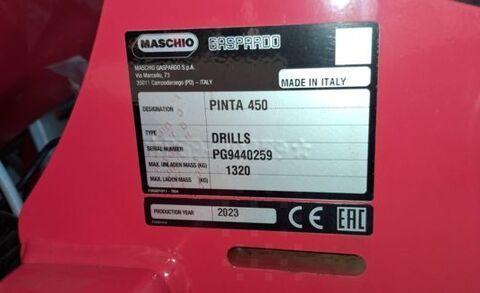 MASCHIO GASPARDO
MASCHIO GASPARDO S.p.A.
Via Marcello, 73
35011 Campodarsego (PD) – ITALY
MADE IN ITALY
DESIGNATION PINTA 450
TYPE DRILLS
SERIAL NUMBER PG9440259
MAX. UNLADEN MASS (KG) 1320
MAX. LADEN MASS (KG)
PRODUCTION YEAR 2023 CE EAC